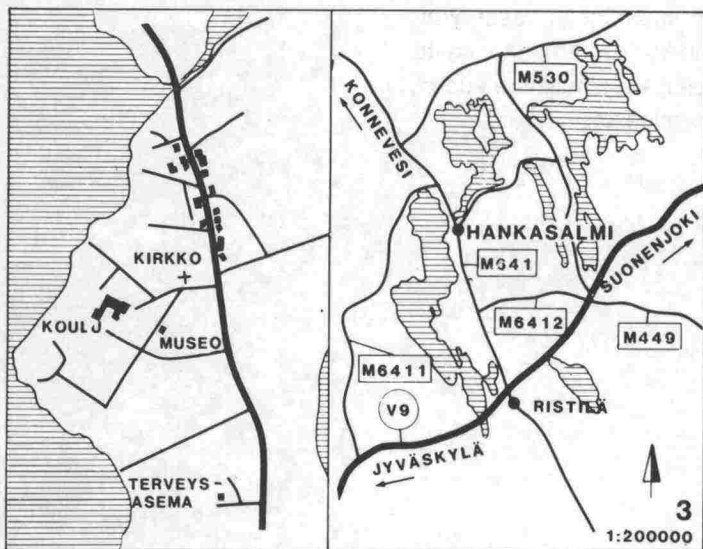 KIRKKO
KOULU
MUSEO
TERVEYS-
ASEMA
M530
KONNEVESI
HANKASALMI
M641
SUONENJOKI
M6412
M449
M6411
V9
RISTILÄ
JYVÄSKYLÄ
3
1:200000